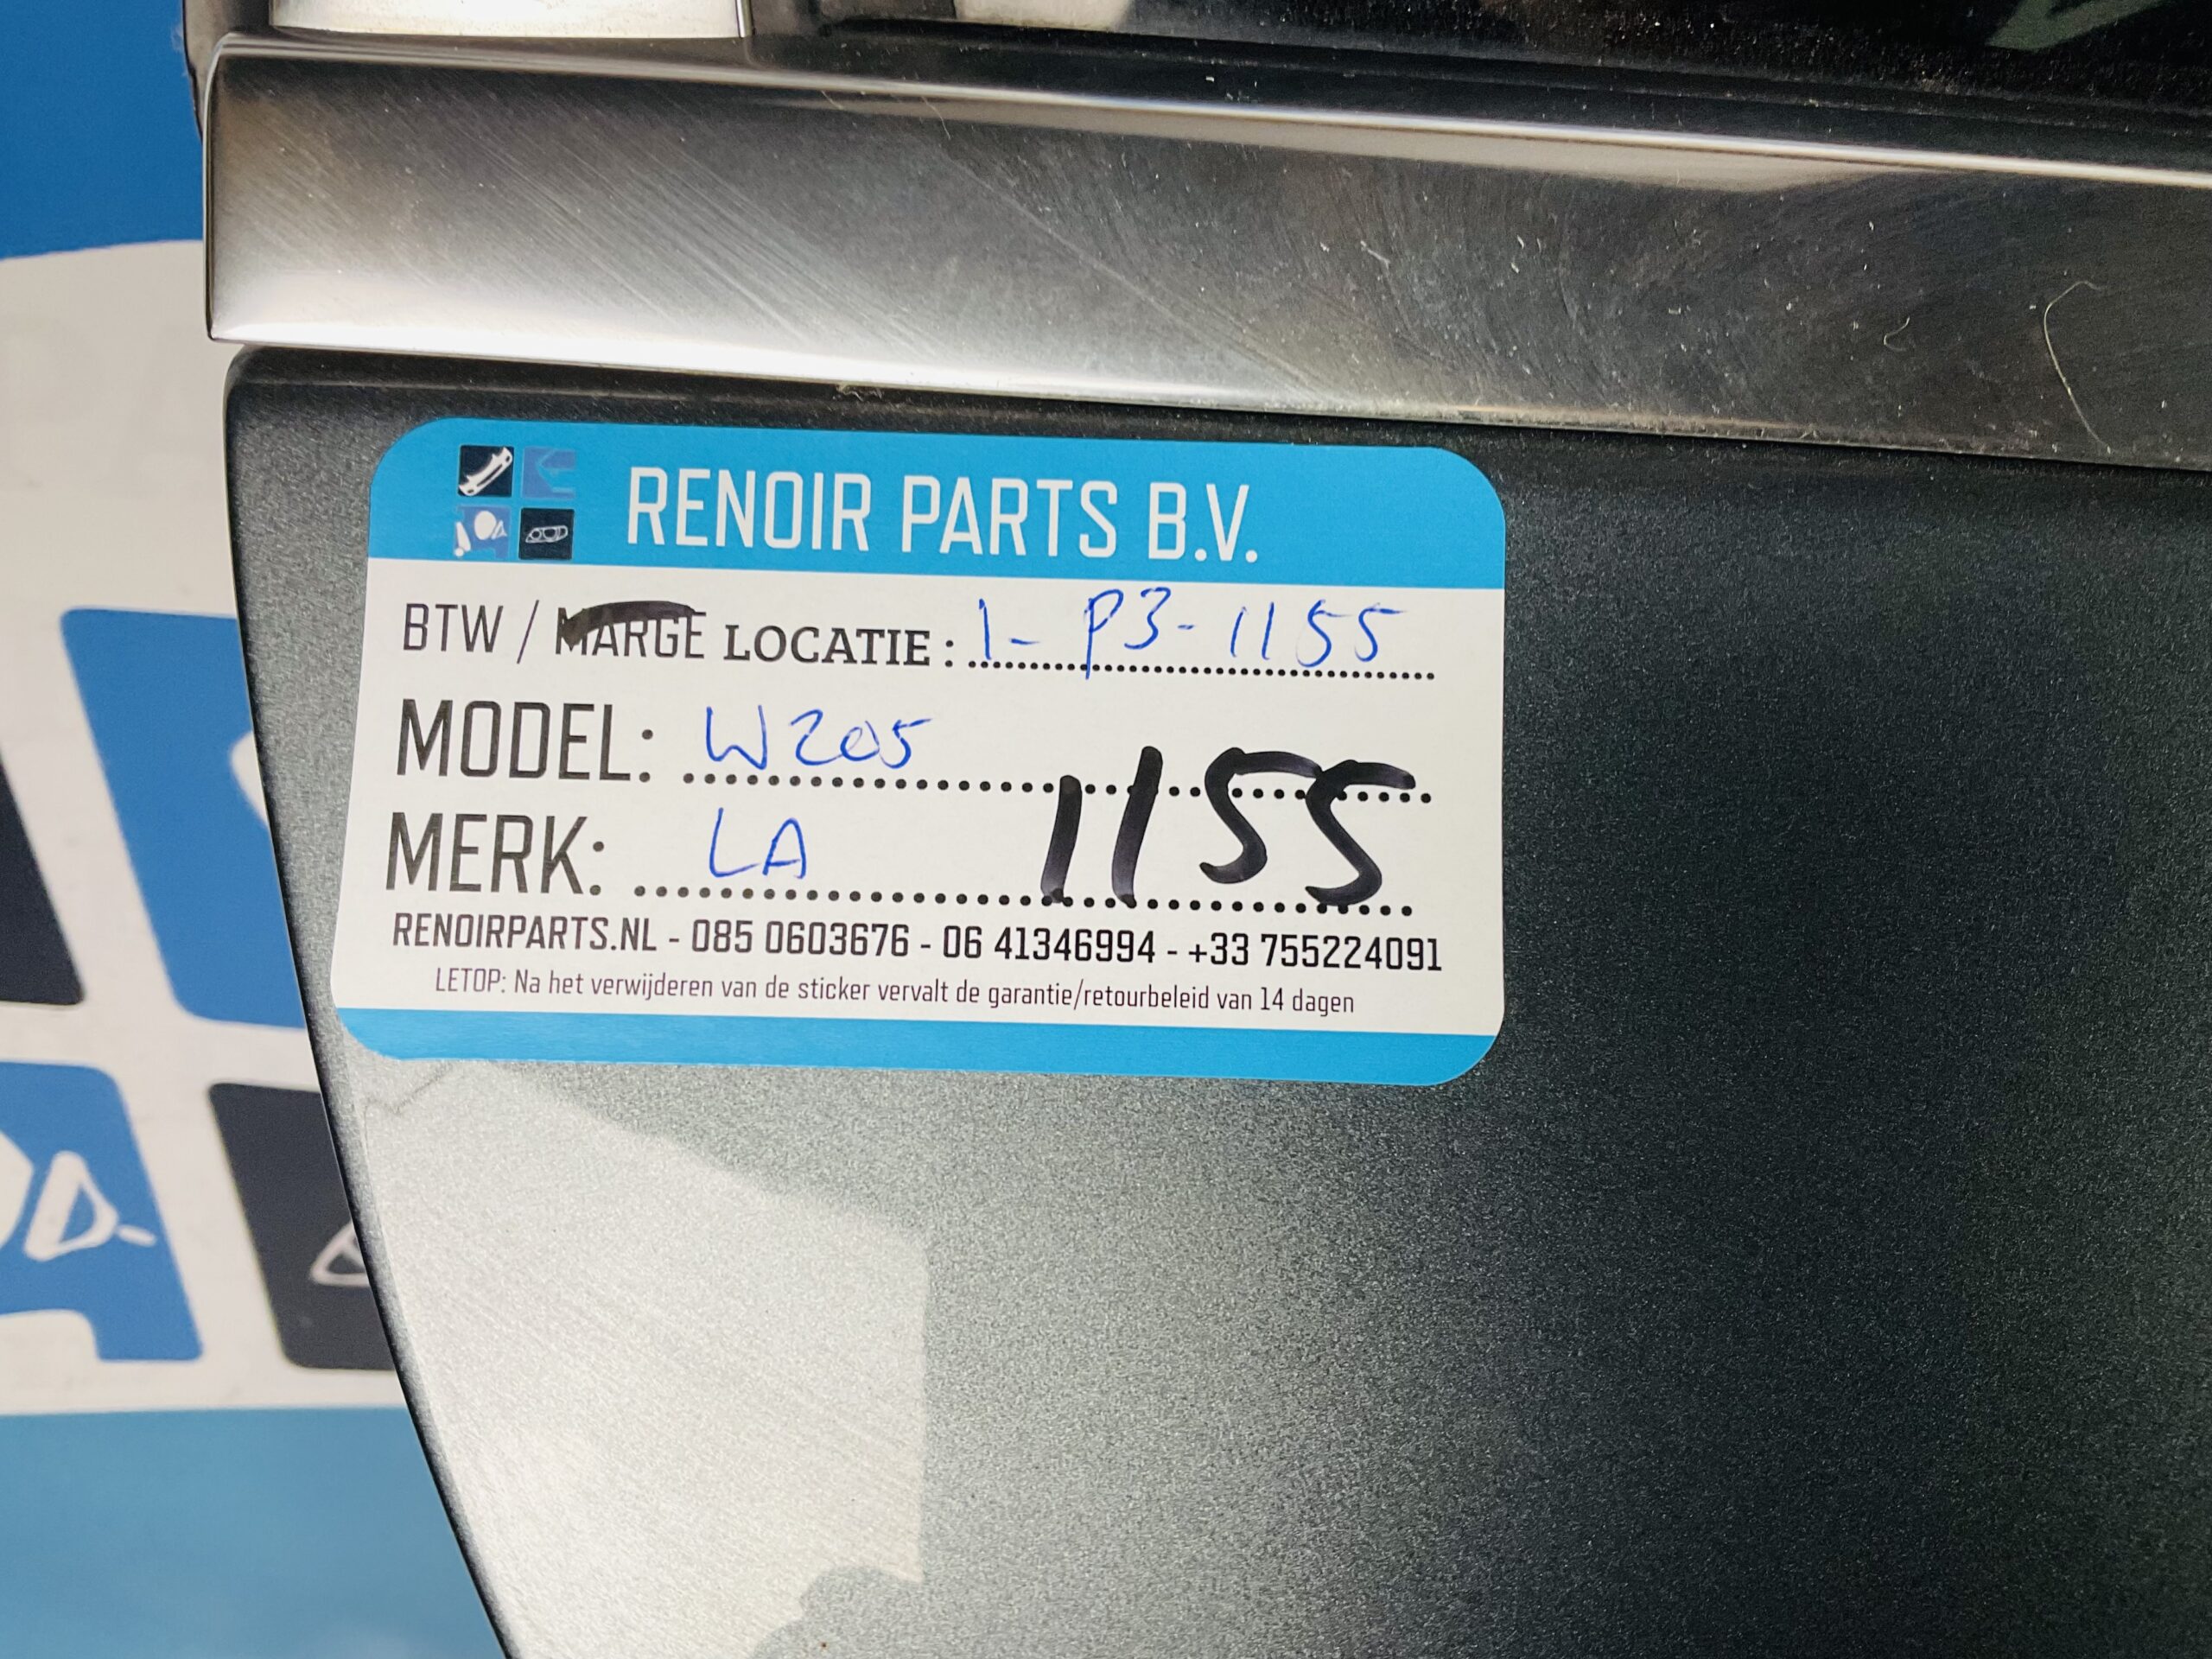 RENOIR PARTS B.V.
BTW / MARGE LOCATIE: 1- P3-1155
MODEL: W205
MERK: LA 1155
RENOIRPARTS.NL - 085 0603676 - 06 41346994 - +33 755224091
LETOP: Na het verwijderen van de sticker vervalt de garantie/retourbeleid van 14 dagen